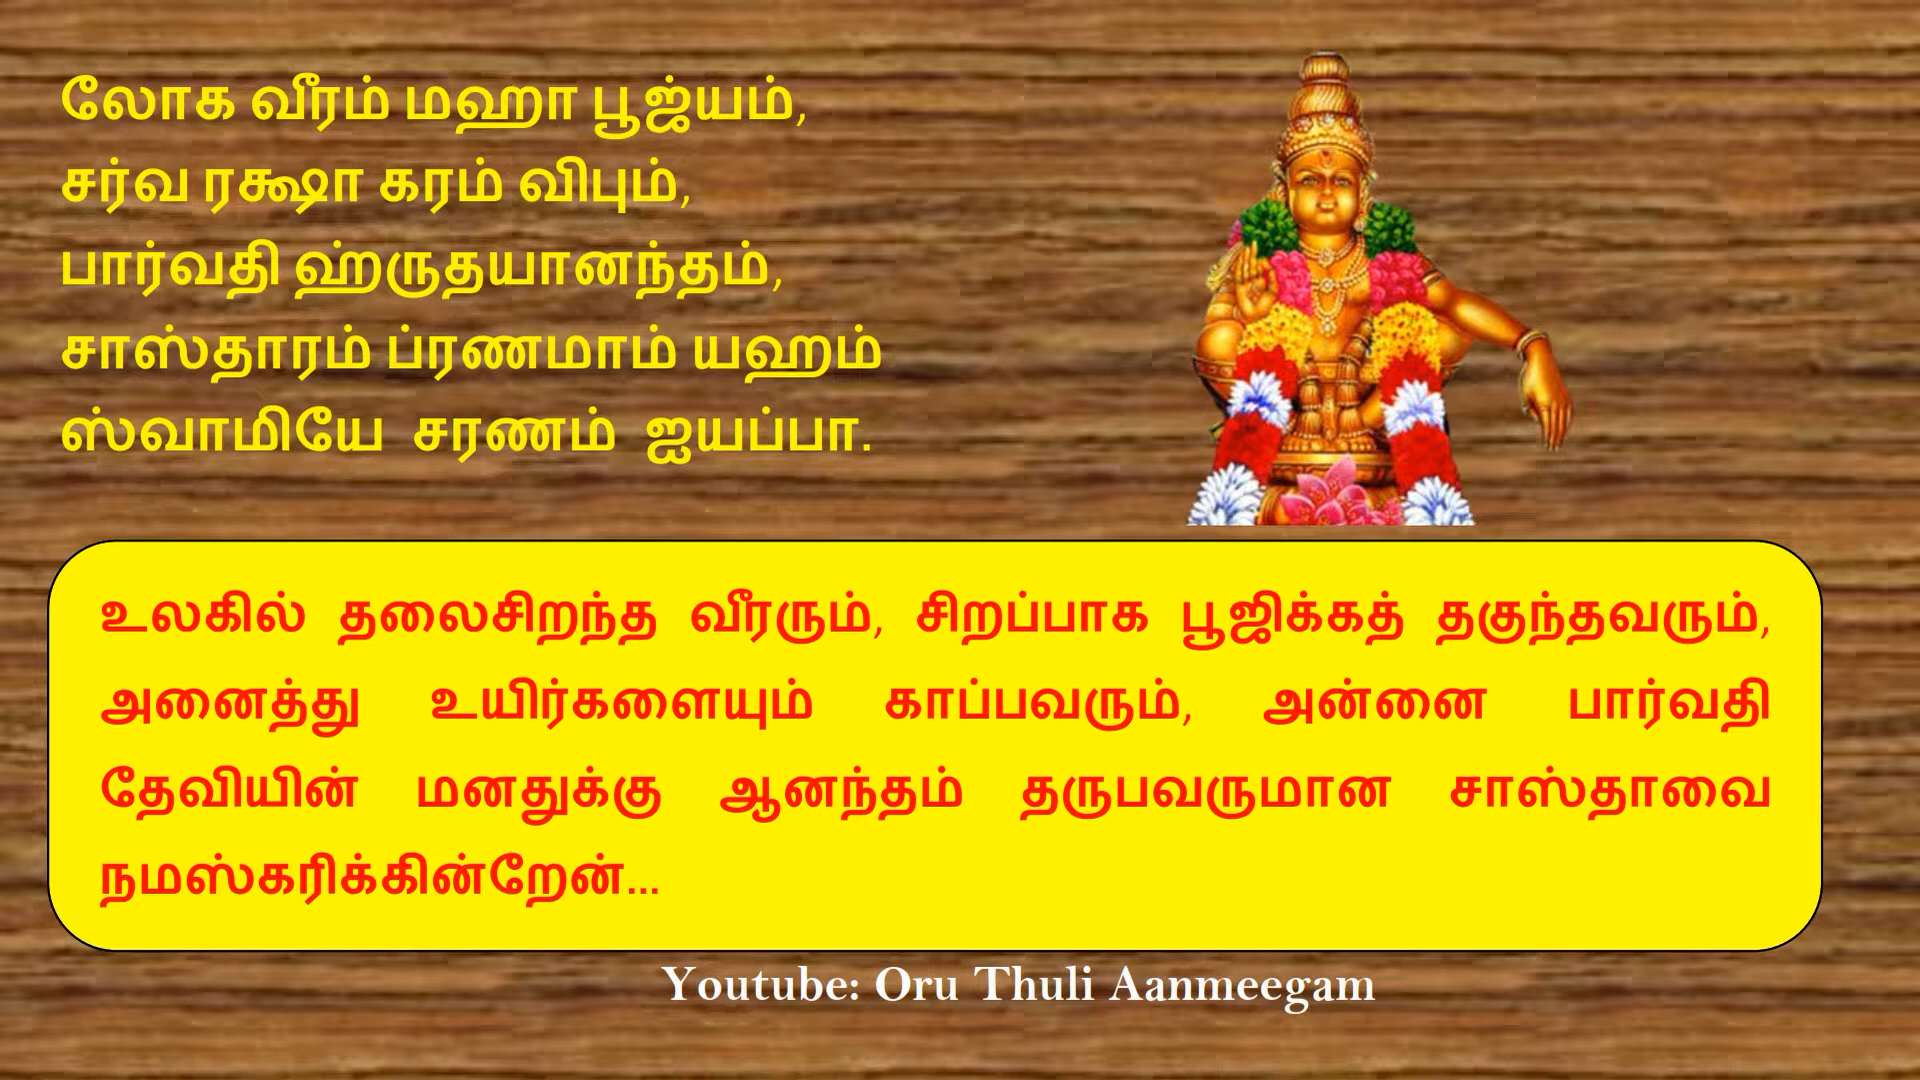 லோக வீரம் மஹா பூஜ்யம்,
சர்வ ரக்ஷா கரம் விபும்,
பார்வதி ஹ்ருதயானந்தம்,
சாஸ்தாரம் ப்ரணமாம் யஹம்
ஸ்வாமியே சரணம் ஐயப்பா.
உலகில் தலைசிறந்த வீரரும், சிறப்பாக பூஜிக்கத் தகுந்தவரும்,
அனைத்து உயிர்களையும் காப்பவரும், அன்னை பார்வதி
தேவியின் மனதுக்கு ஆனந்தம் தருபவருமான சாஸ்தாவை
நமஸ்கரிக்கின்றேன்...
Youtube: Oru Thuli Aanmeegam